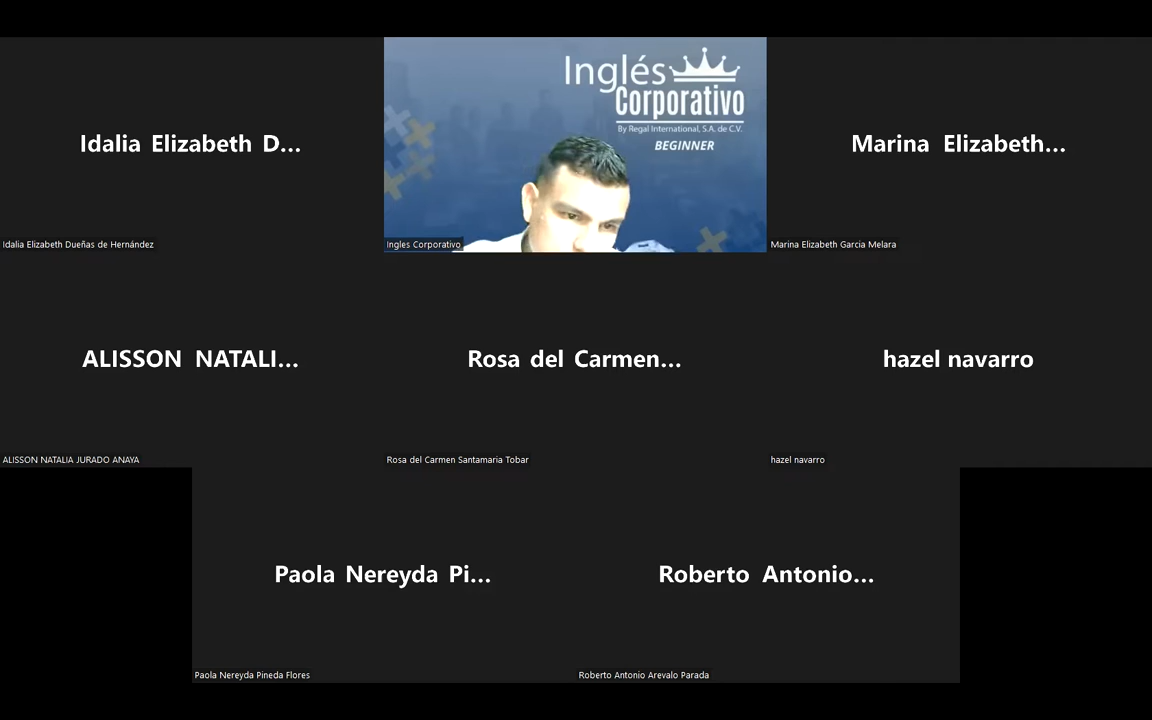 Idalia Elizabeth D...
Idalia Elizabeth Dueñas de Hernández
Inglés
Corporativo
By Regal International, S.A. de C.V.
BEGINNER
Ingles Corporativo
Marina Elizabeth...
Marina Elizabeth Garcia Melara
ALISSON NATALI...
ALISSON NATALIA JURADO ANAYA
Rosa del Carmen...
Rosa del Carmen Santamaria Tobar
hazel navarro
hazel navarro
Paola Nereyda Pi...
Paola Nereyda Pineda Flores
Roberto Antonio...
Roberto Antonio Arevalo Parada